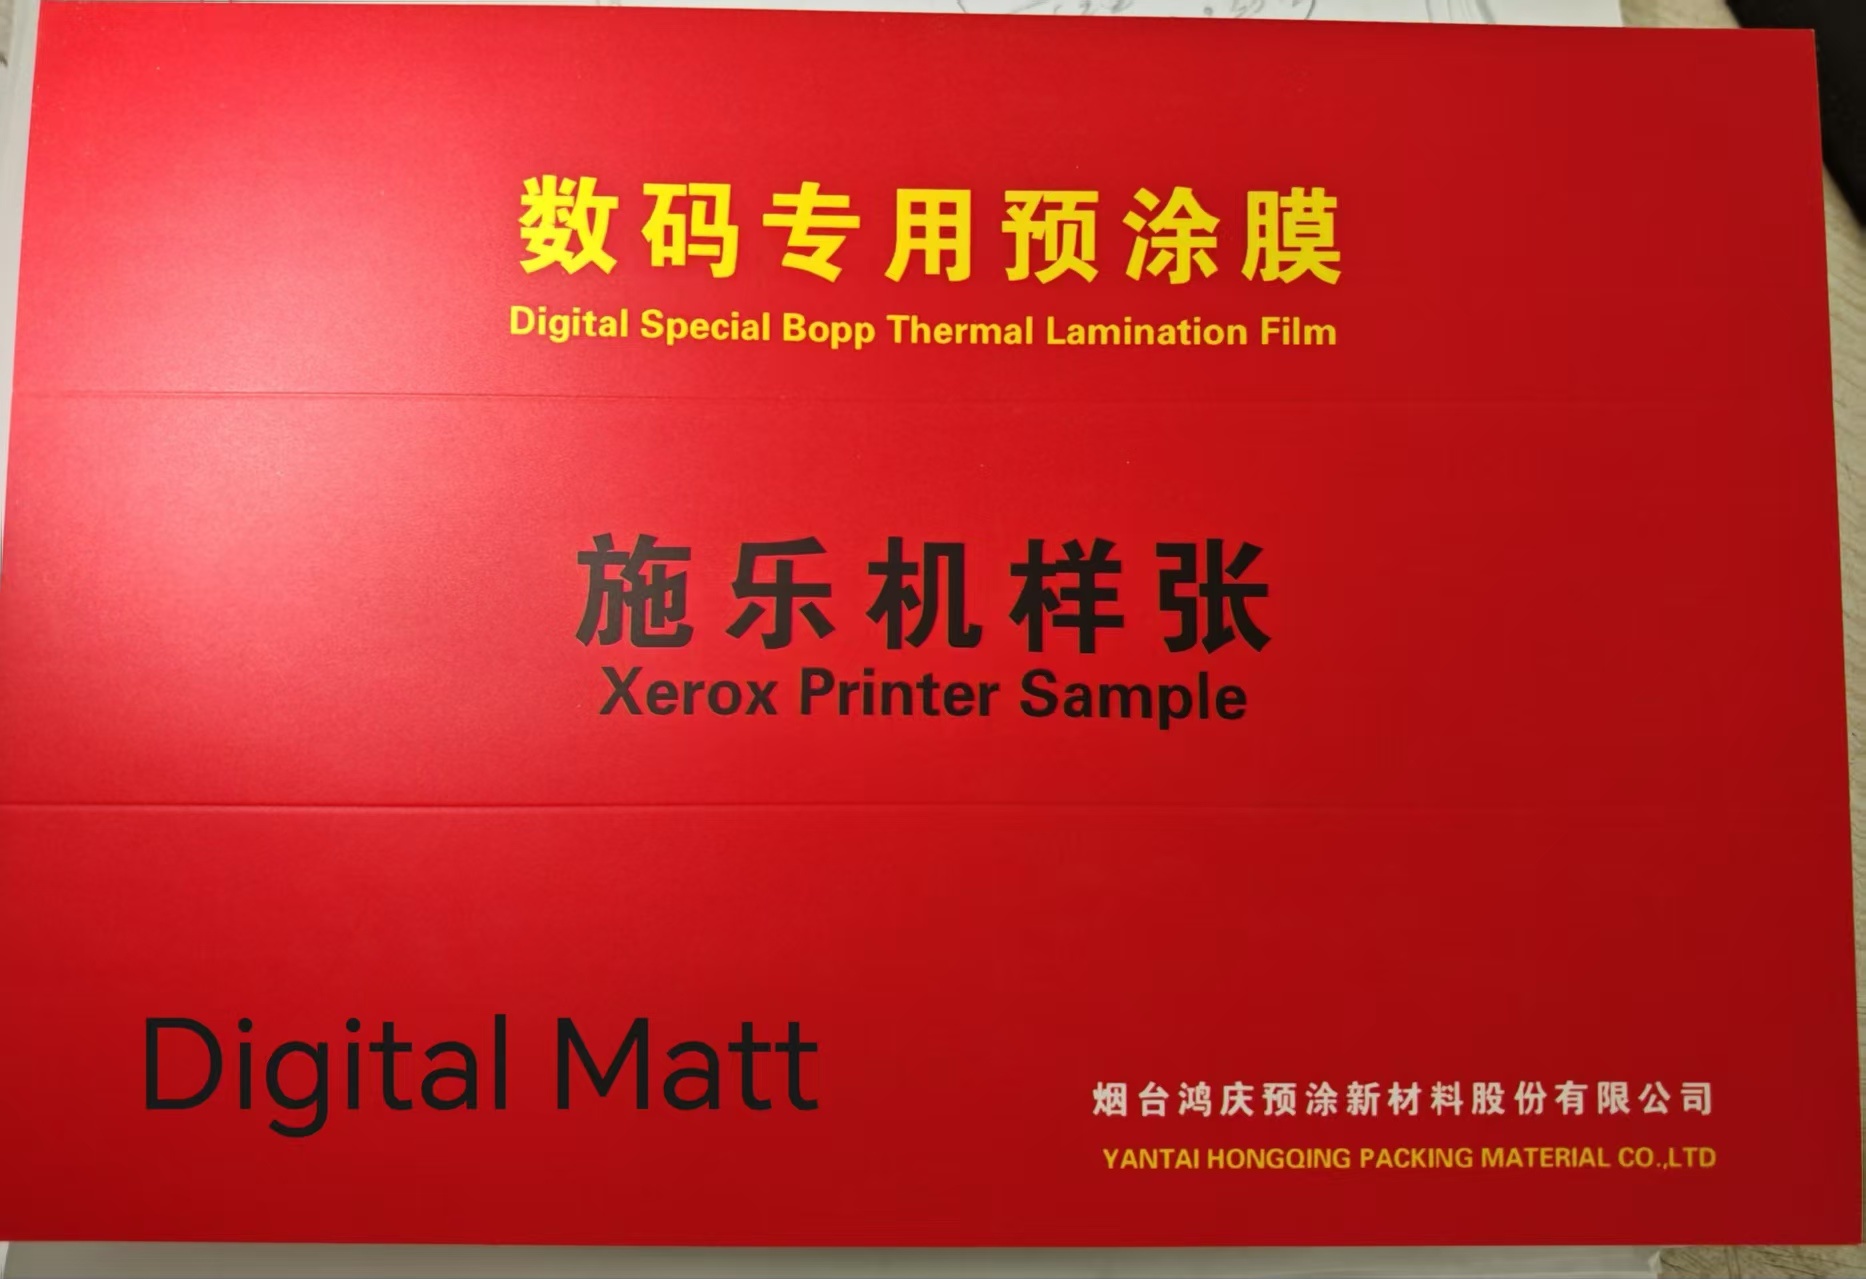 数码专用预涂膜
Digital Special Bopp Thermal Lamination Film
施乐机样张
Xerox Printer Sample
Digital Matt
烟台鸿庆预涂新材料股份有限公司
YANTAI HONGQING PACKING MATERIAL CO.,LTD